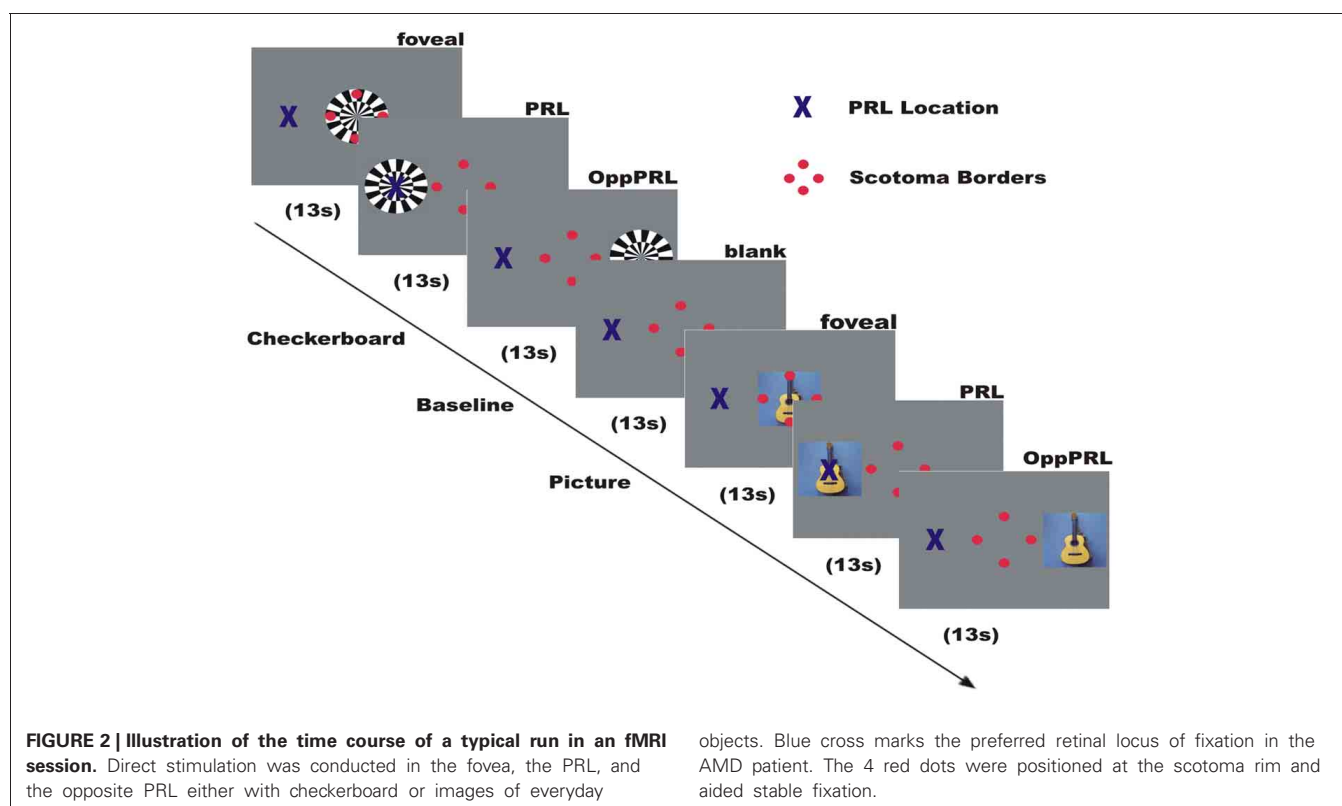 foveal
X PRL Location
PRL
Scotoma Borders
OppPRL
(13s)
blank
(13s)
foveal
Checkerboard
(13s)
PRL
Baseline
(13s)
OppPRL
Picture
(13s)
(13s)
(13s)
FIGURE 2 | Illustration of the time course of a typical run in an fMRI
session. Direct stimulation was conducted in the fovea, the PRL, and
the opposite PRL either with checkerboard or images of everyday
objects. Blue cross marks the preferred retinal locus of fixation in the
AMD patient. The 4 red dots were positioned at the scotoma rim and
aided stable fixation.